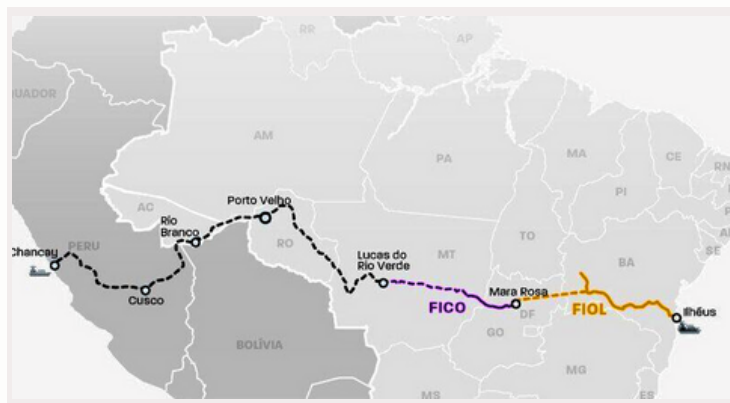 RR
AP
QUADOR
AM
PA
MA
CE
RN
PI
Porto Velho
AC
Rio
Branco
TO
SE
Chancay
PERU
RO
Lucas do
Rio Verde
MT
BA
Cusco
Mara Rosa
FICO
FIOL
Ilhéus
DF
GO
BOLÍVIA
MG
MS
ES